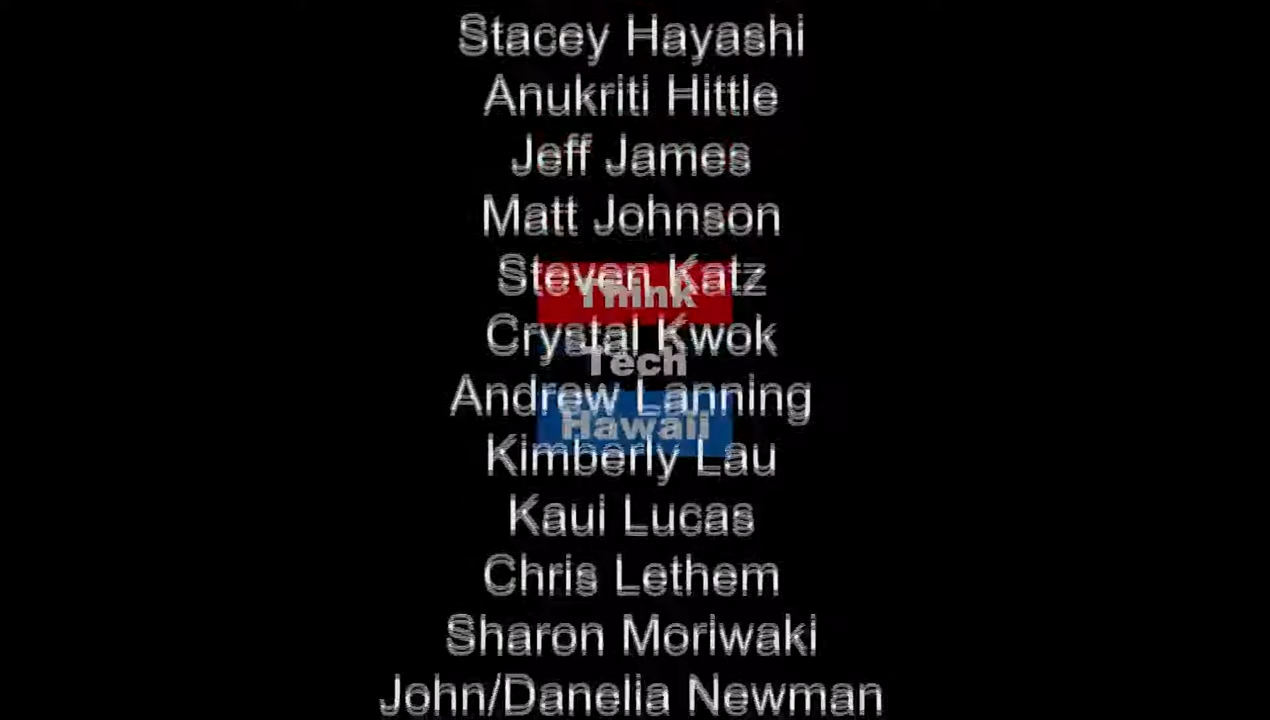 Stacey Hayashi
Anukriti Hittle
Jeff James
Matt Johnson
Steven Katz
Think
Crystal Kwok
Tech
Andrew Lanning
Hawaii
Kimberly Lau
Kaui Lucas
Chris Lethem
Sharon Moriwaki
John/Danelia Newman